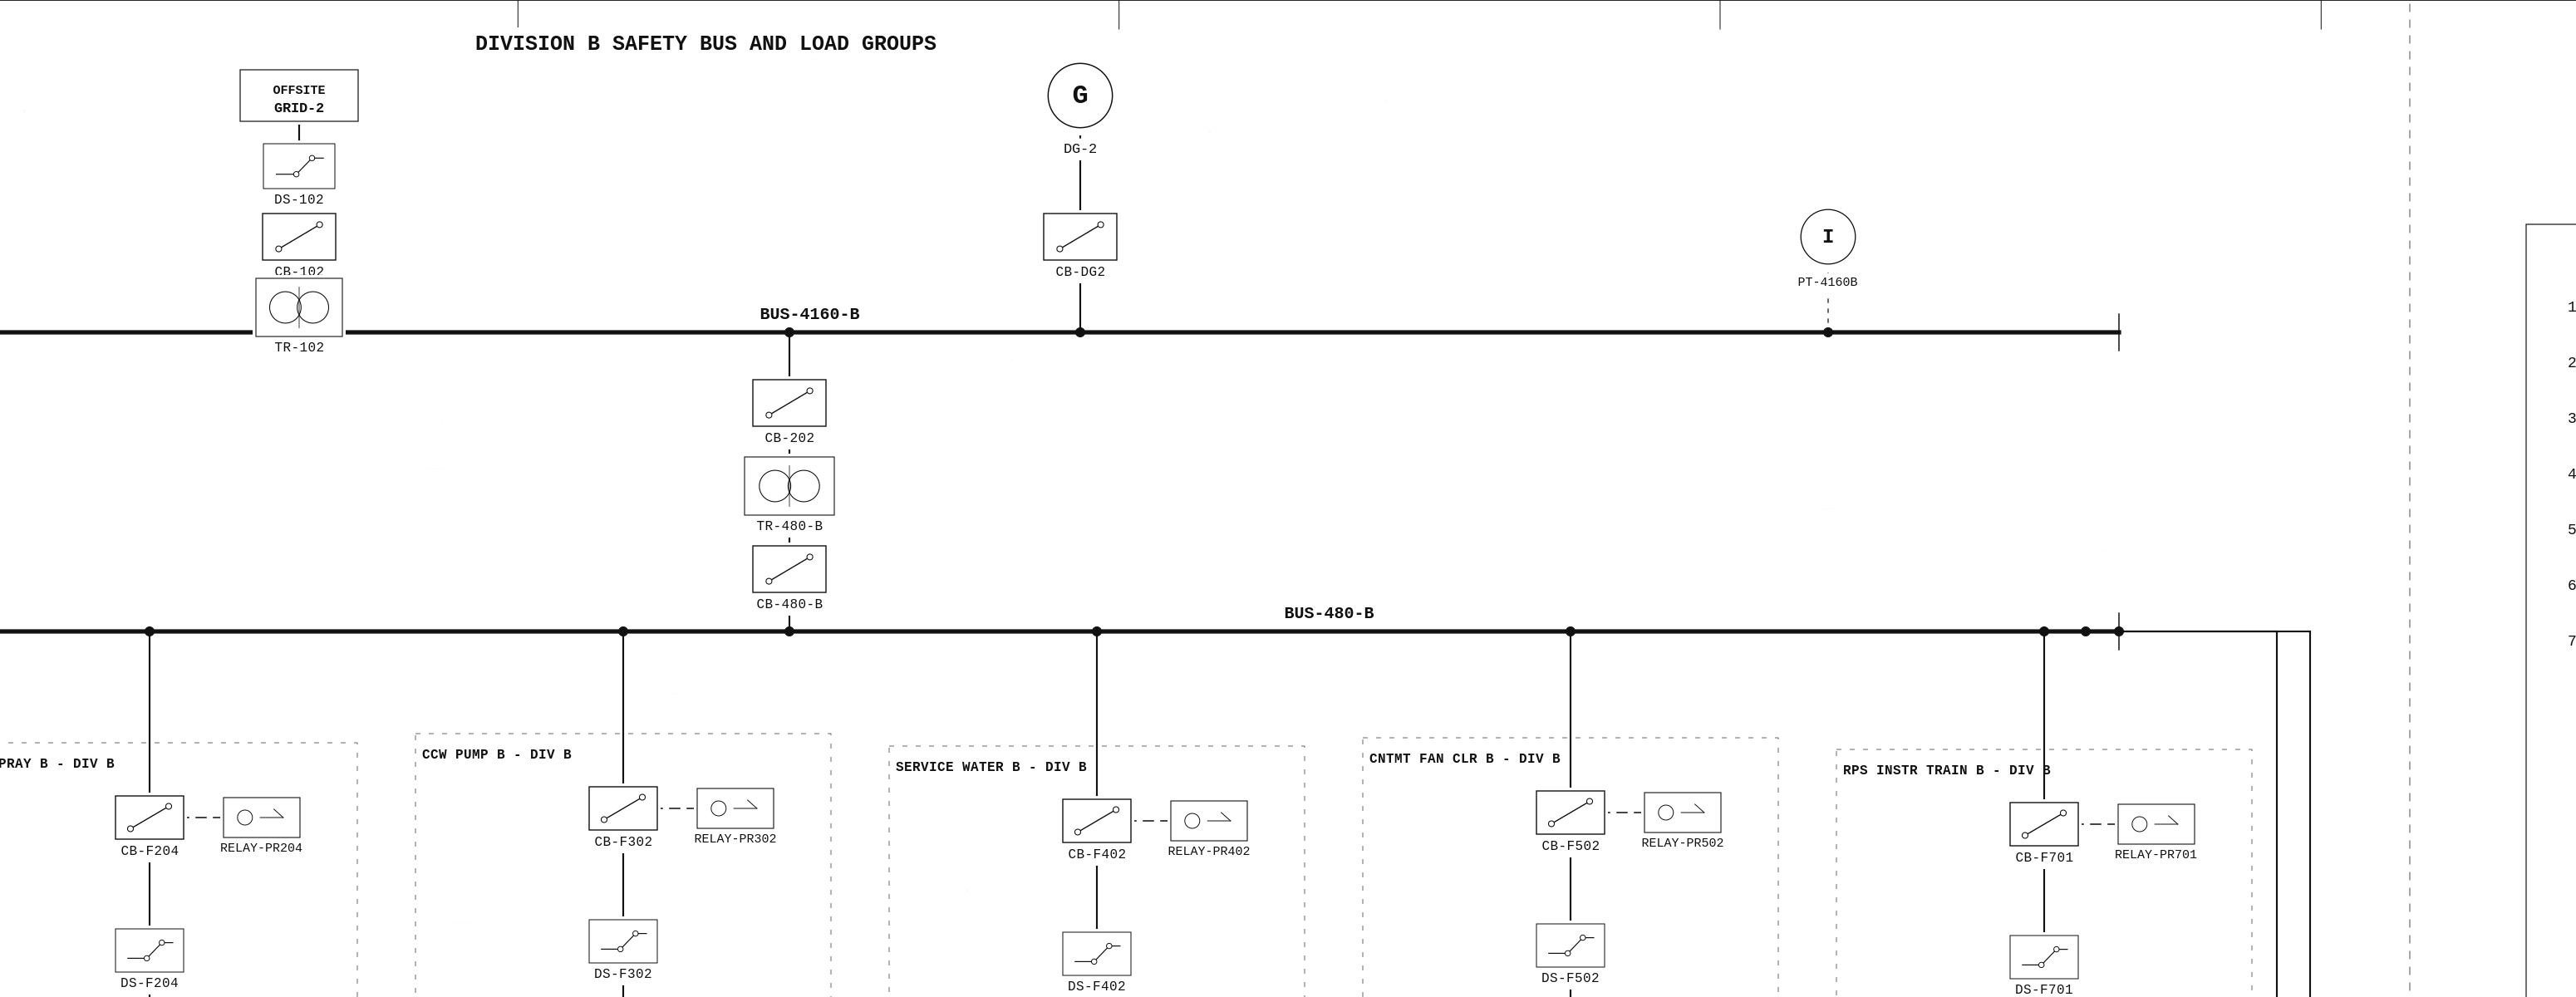 DIVISION B SAFETY BUS AND LOAD GROUPS
OFFSITE
GRID-2
G
DG-2
DS-102
CB-102
CB-DG2
I
PT-4160B
BUS-4160-B
TR-102
1
2
3
4
5
6
7
CB-202
TR-480-B
CB-480-B
BUS-480-B
PRAY B - DIV B
CCW PUMP B - DIV B
SERVICE WATER B - DIV B
CNTMT FAN CLR B - DIV B
RPS INSTR TRAIN B - DIV B
CB-F204
RELAY-PR204
CB-F302
RELAY-PR302
CB-F402
RELAY-PR402
CB-F502
RELAY-PR502
CB-F701
RELAY-PR701
DS-F204
DS-F302
DS-F402
DS-F502
DS-F701